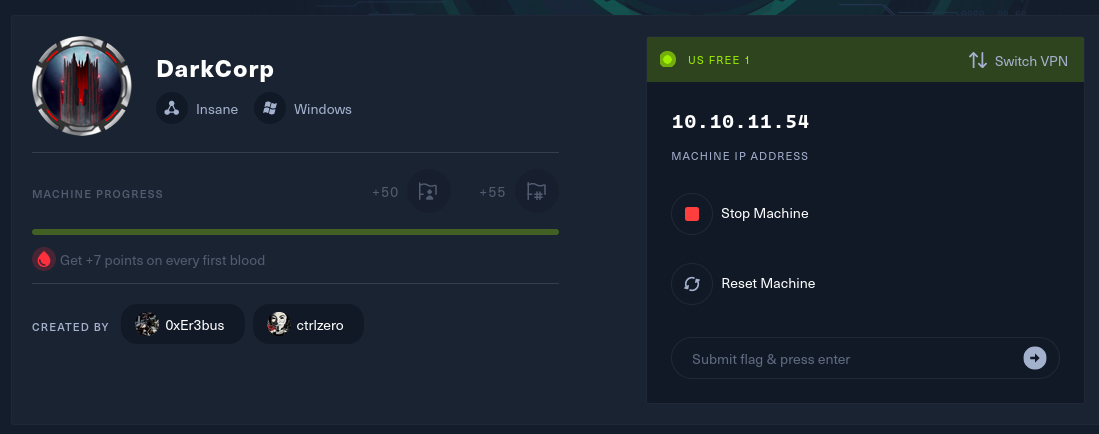 DarkCorp
Insane Windows
MACHINE PROGRESS +50 +55
Get +7 points on every first blood
CREATED BY 0xEr3bus ctrlzero
US FREE 1 Switch VPN
10.10.11.54
MACHINE IP ADDRESS
Stop Machine
Reset Machine
Submit flag & press enter